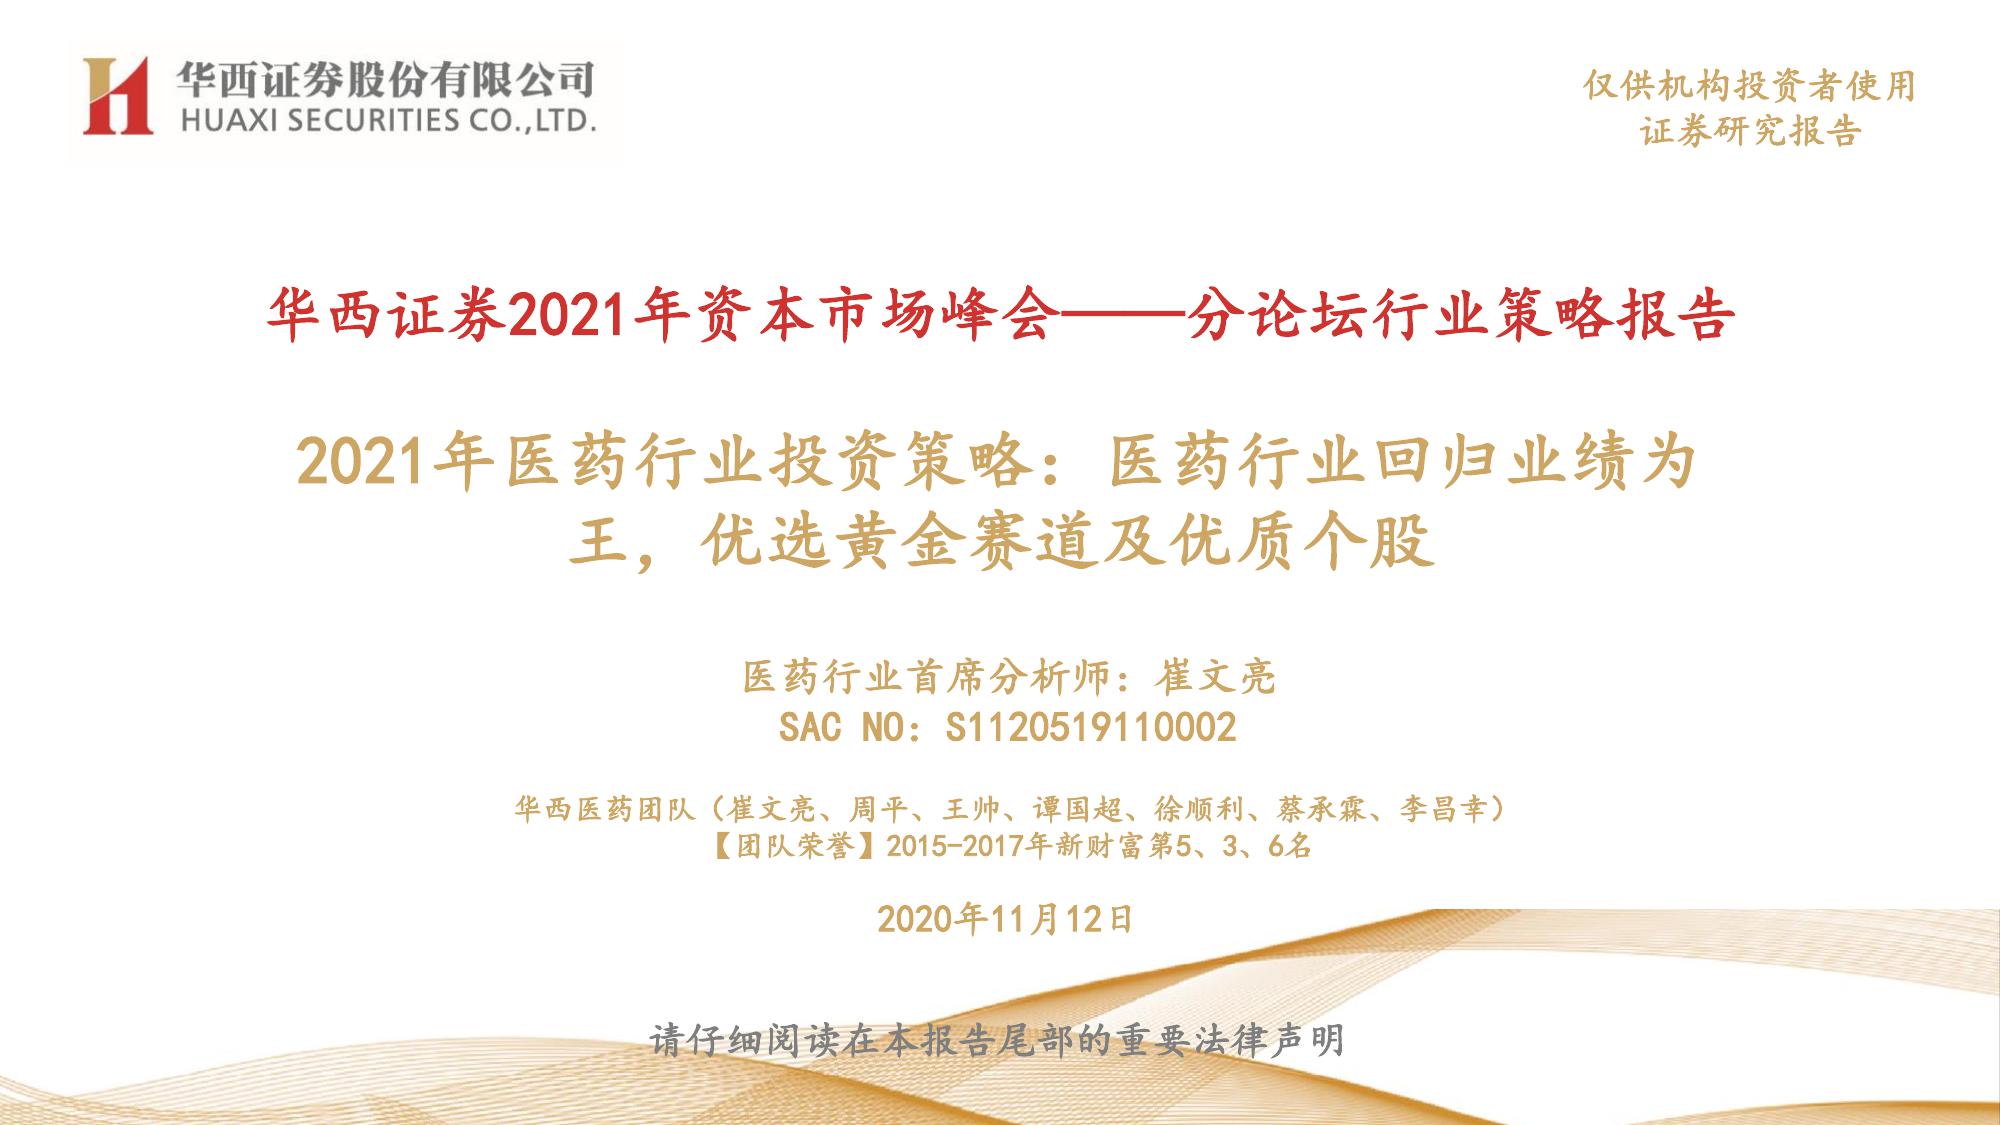 华西证券股份有限公司
HUAXI SECURITIES CO.,LTD.
仅供机构投资者使用
证券研究报告
华西证券2021年资本市场峰会——分论坛行业策略报告
2021年医药行业投资策略：医药行业回归业绩为
王，优选黄金赛道及优质个股
医药行业首席分析师：崔文亮
SAC NO：S1120519110002
华西医药团队（崔文亮、周平、王帅、谭国超、徐顺利、蔡承霖、李昌幸）
【团队荣誉】2015-2017年新财富第5、3、6名
2020年11月12日
请仔细阅读在本报告尾部的重要法律声明